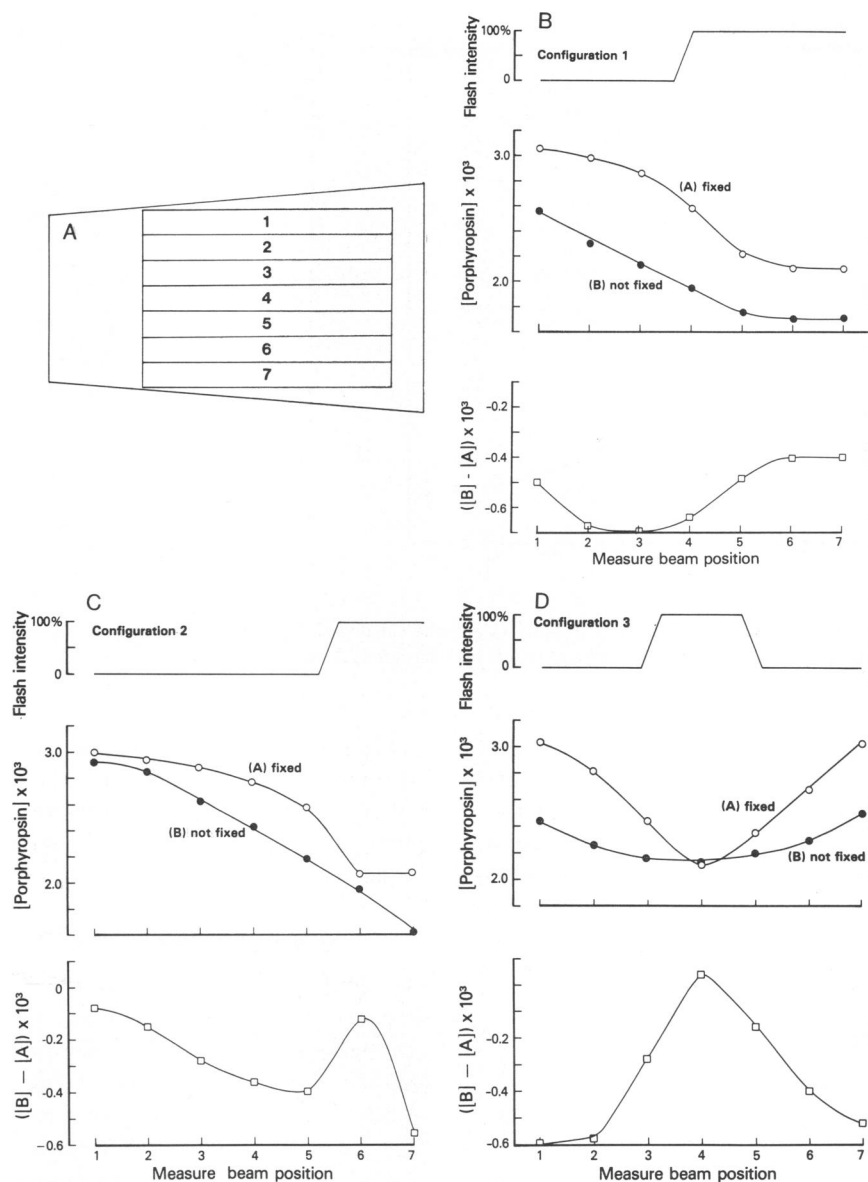 A
1
2
3
4
5
6
7
B
Flash intensity
100%
0
Configuration 1
[Porphyropsin] x 10³
3.0
2.0
(A) fixed
(B) not fixed
([B] - [A]) x 10³
-0.2
-0.4
-0.6
1 2 3 4 5 6 7
Measure beam position
C
Flash intensity
100%
0
Configuration 2
[Porphyropsin] x 10³
3.0
2.0
(A) fixed
(B) not fixed
([B] — [A]) x 10³
0
-0.2
-0.4
-0.6
1 2 3 4 5 6 7
Measure beam position
D
Flash intensity
100%
0
Configuration 3
[Porphyropsin] x 10³
3.0
2.0
(A) fixed
(B) not fixed
([B] — [A]) x 10³
-0.2
-0.4
-0.6
1 2 3 4 5 6 7
Measure beam position